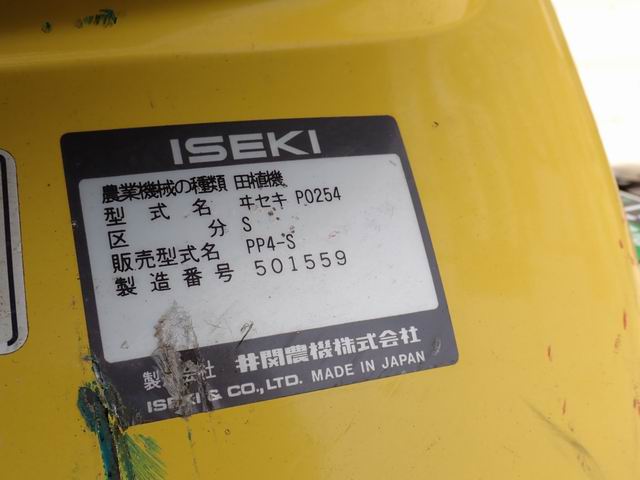 ISEKI
農業機械の種類 田植機
型式名 ヰセキ P0254
区分 S
販売型式名 PP4-S
製造番号 501559
製造会社 井関農機株式会社
ISEKI & CO., LTD. MADE IN JAPAN